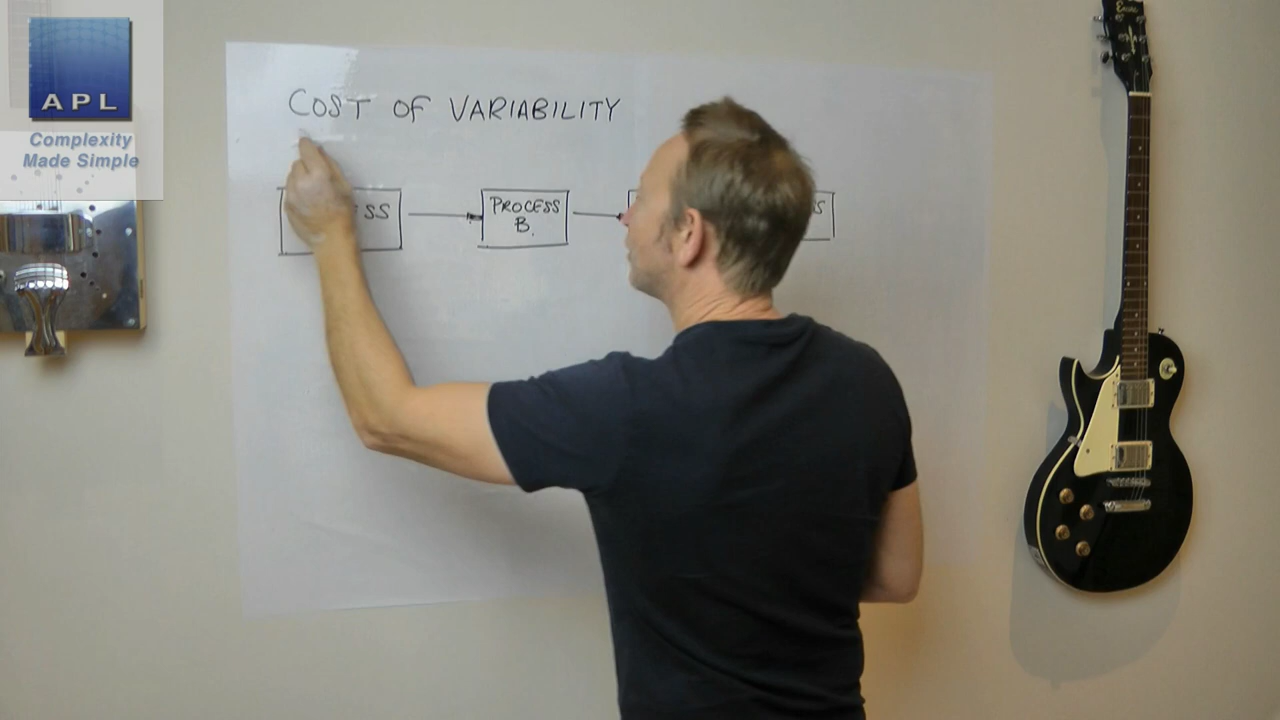 APL
Complexity
Made Simple
COST OF VARIABILITY
PROCESS
B.